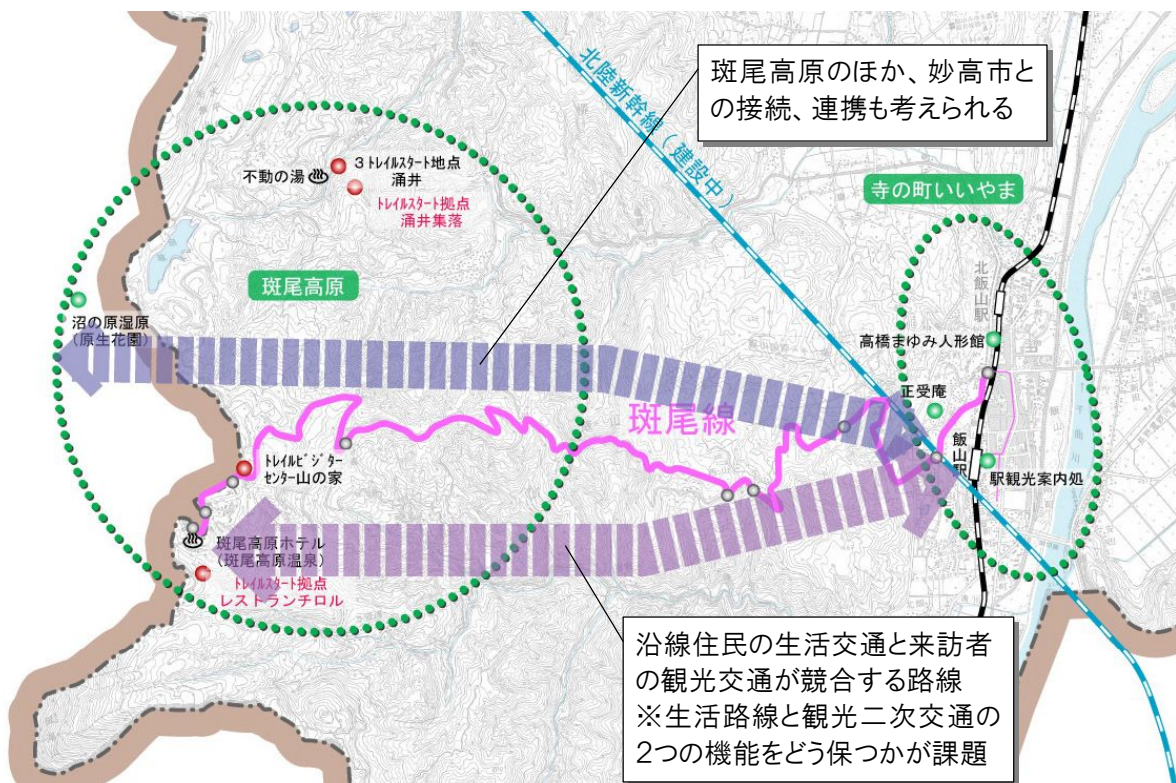 斑尾高原のほか、妙高市と
の接続、連携も考えられる
北陸新幹線（建設中）
寺の町いいやま
３トレイルスタート地点
涌井
不動の湯
トレイルスタート拠点
涌井集落
斑尾高原
沼の原湿原
（原生花園）
北飯山駅
高橋まゆみ人形館
正受庵
斑尾線
飯山駅
駅観光案内処
トレイルビジター
センター山の家
斑尾高原ホテル
（斑尾高原温泉）
トレイルスタート拠点
レストランチロル
千曲川
沿線住民の生活交通と来訪者
の観光交通が競合する路線
※生活路線と観光二次交通の
２つの機能をどう保つかが課題